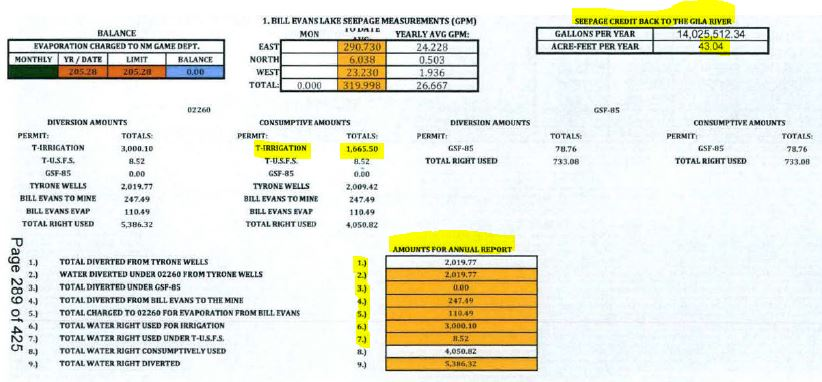 1. BILL EVANS LAKE SEEPAGE MEASUREMENTS (GPM)
SEEPAGE CREDIT BACK TO THE GILA RIVER
BALANCE
MON YEARLY AVG GPM:
GALLONS PER YEAR 14,025,512.34
EVAPORATION CHARGED TO NM GAME DEPT.
EAST 290.730 24.228
ACRE-FEET PER YEAR 43.04
MONTHLY YR / DATE LIMIT BALANCE
NORTH 6.038 0.503
205.28 205.28 0.00
WEST 23.230 1.936
TOTAL: 0.000 319.998 26.667
02260
GSF-85
DIVERSION AMOUNTS CONSUMPTIVE AMOUNTS DIVERSION AMOUNTS CONSUMPTIVE AMOUNTS
PERMIT: TOTALS: PERMIT: TOTALS: PERMIT: TOTALS: PERMIT: TOTALS:
T-IRRIGATION 3,000.10 T-IRRIGATION 1,665.50 GSF-85 78.76 GSF-85 78.76
T-U.S.F.S. 8.52 T-U.S.F.S. 8.52 TOTAL RIGHT USED 733.08 TOTAL RIGHT USED 733.08
GSF-85 0.00 GSF-85 0.00
TYRONE WELLS 2,019.77 TYRONE WELLS 2,009.42
BILL EVANS TO MINE 247.49 BILL EVANS TO MINE 247.49
BILL EVANS EVAP 110.49 BILL EVANS EVAP 110.49
TOTAL RIGHT USED 5,386.32 TOTAL RIGHT USED 4,050.82
AMOUNTS FOR ANNUAL REPORT
1.) TOTAL DIVERTED FROM TYRONE WELLS 1.) 2,019.77
2.) WATER DIVERTED UNDER 02260 FROM TYRONE WELLS 2.) 2,019.77
3.) TOTAL DIVERTED UNDER GSF-85 3.) 0.00
4.) TOTAL DIVERTED FROM BILL EVANS TO THE MINE 4.) 247.49
5.) TOTAL CHARGED TO 02260 FOR EVAPORATION FROM BILL EVANS 5.) 110.49
6.) TOTAL WATER RIGHT USED FOR IRRIGATION 6.) 3,000.10
7.) TOTAL WATER RIGHT USED UNDER T-U.S.F.S. 7.) 8.52
8.) TOTAL WATER RIGHT CONSUMPTIVELY USED 8.) 4,050.82
9.) TOTAL WATER RIGHT DIVERTED 9.) 5,386.32
Page 289 of 425